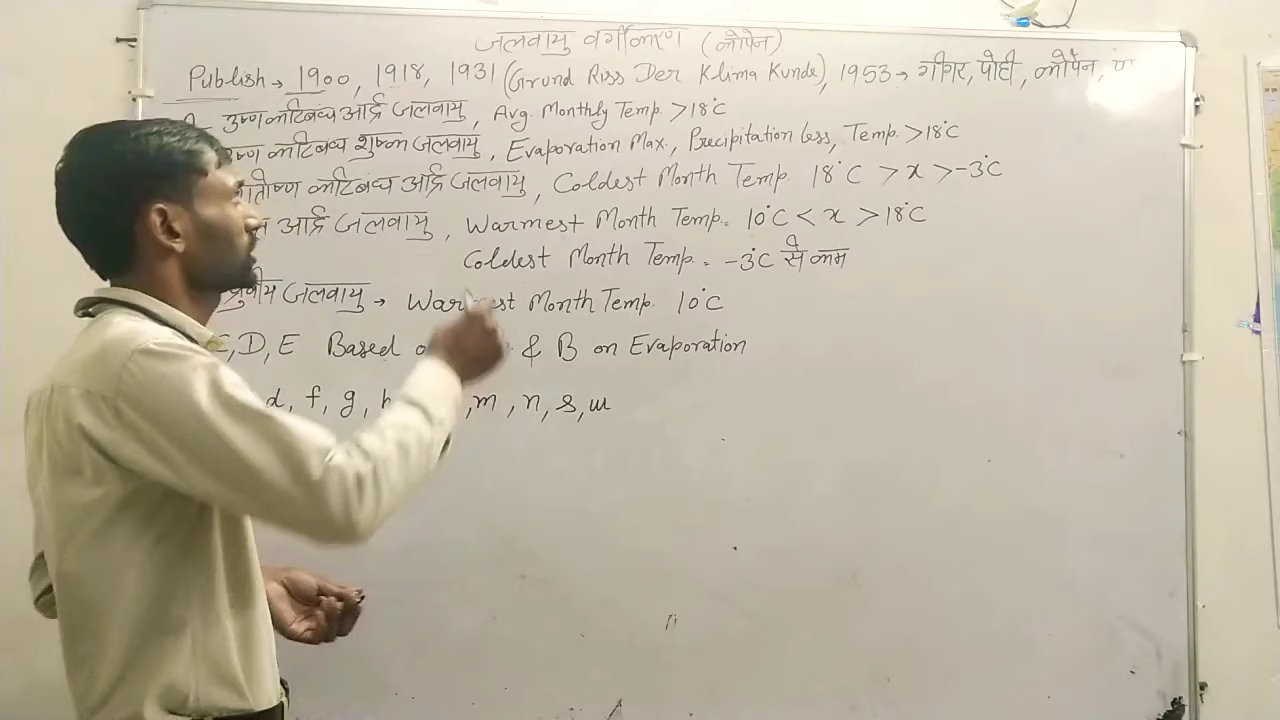 जलवायु वर्गीकरण (कोपेन)
Publish → 1900, 1918, 1931 (Grund Riss Der Klima Kunde), 1953 → गीगर, पोही, कोपेन,
उष्ण कटिबंध आर्द्र जलवायु, Avg. Monthly Temp. > 18°C
कटिबंध शुष्क जलवायु, Evaporation Max., Precipitation less, Temp. > 18°C
कटिबंध आर्द्र जलवायु, Coldest Month Temp. 18°C > x > -3°C
आर्द्र जलवायु, Warmest Month Temp. 10°C < x > 18°C
Coldest Month Temp. -3°C से कम
जलवायु → Warmest Month Temp. 10°C
D, E Based & B on Evaporation
d, f, g, m, n, s, w